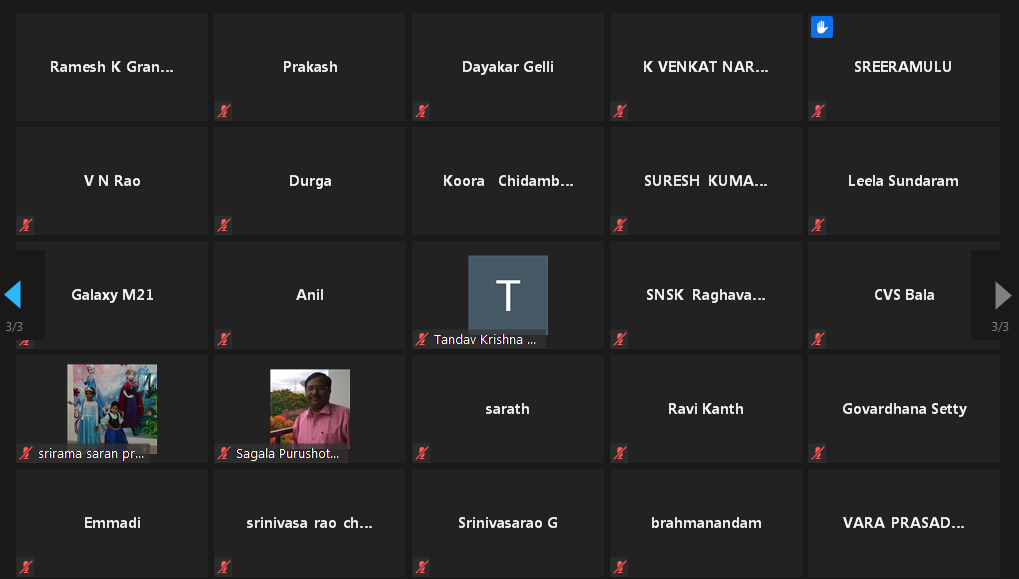 Ramesh K Gran...
Prakash
Dayakar Gelli
K VENKAT NAR...
SREERAMULU
V N Rao
Durga
Koora Chidamb...
SURESH KUMA...
Leela Sundaram
Galaxy M21
Anil
T
Tandav Krishna ...
SNSK Raghava...
CVS Bala
3/3
3/3
srirama saran pr...
Sagala Purushot...
sarath
Ravi Kanth
Govardhana Setty
Emmadi
srinivasa rao ch...
Srinivasarao G
brahmanandam
VARA PRASAD...